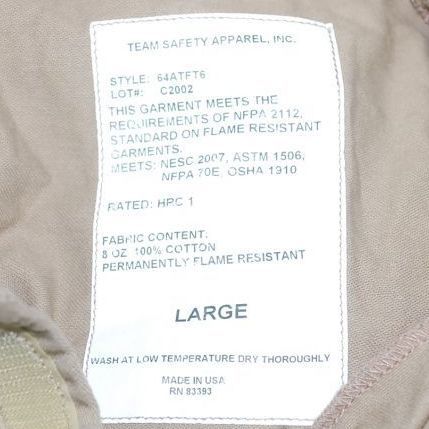 TEAM SAFETY APPAREL, INC.
STYLE: 64ATFT6
LOT#: C2002
THIS GARMENT MEETS THE
REQUIREMENTS OF NFPA 2112,
STANDARD ON FLAME RESISTANT
GARMENTS.
MEETS: NESC 2007, ASTM 1506,
NFPA 70E, OSHA 1910
RATED: HRC 1
FABRIC CONTENT:
8 OZ 100% COTTON
PERMANENTLY FLAME RESISTANT
LARGE
WASH AT LOW TEMPERATURE DRY THOROUGHLY
MADE IN USA
RN 83393